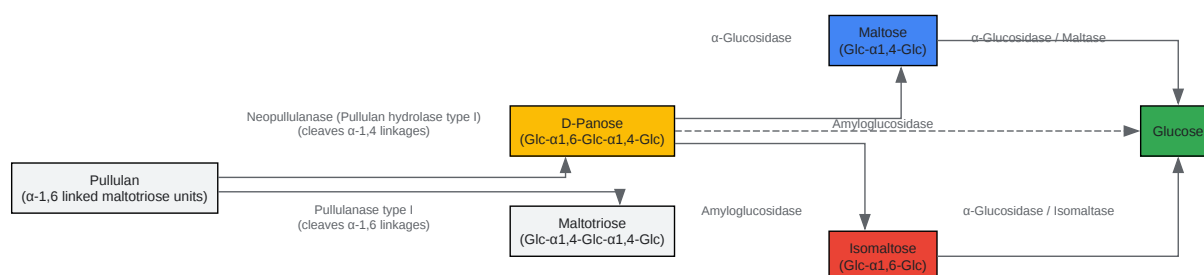 α-Glucosidase
Maltose
(Glc-α1,4-Glc)
α-Glucosidase / Maltase
Neopullulanase (Pullulan hydrolase type I)
(cleaves α-1,4 linkages)
D-Panose
(Glc-α1,6-Glc-α1,4-Glc)
Amyloglucosidase
Glucose
Pullulan
(α-1,6 linked maltotriose units)
Pullulanase type I
(cleaves α-1,6 linkages)
Maltotriose
(Glc-α1,4-Glc-α1,4-Glc)
Amyloglucosidase
α-Glucosidase / Isomaltase
Isomaltose
(Glc-α1,6-Glc)